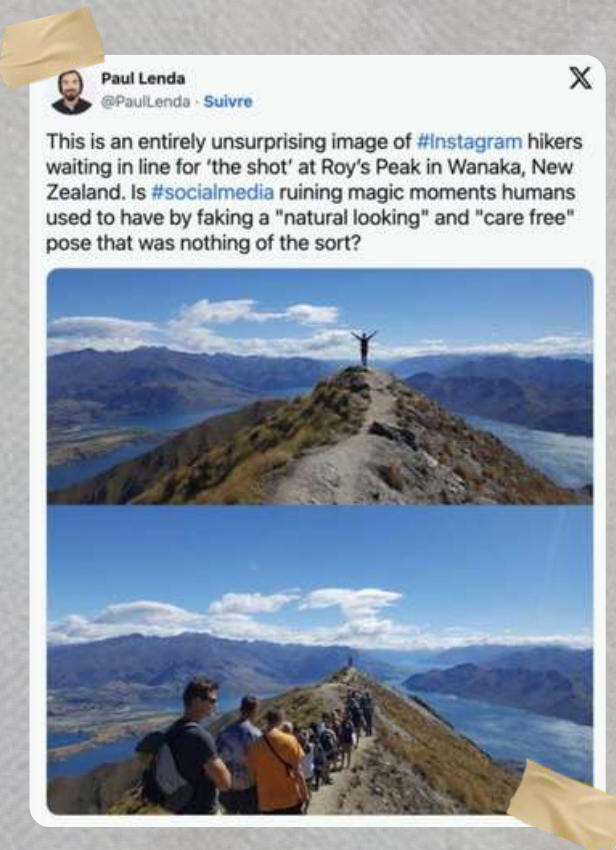 Paul Lenda
@PaulLenda · Suivre
This is an entirely unsurprising image of #Instagram hikers
waiting in line for 'the shot' at Roy's Peak in Wanaka, New
Zealand. Is #socialmedia ruining magic moments humans
used to have by faking a "natural looking" and "care free"
pose that was nothing of the sort?